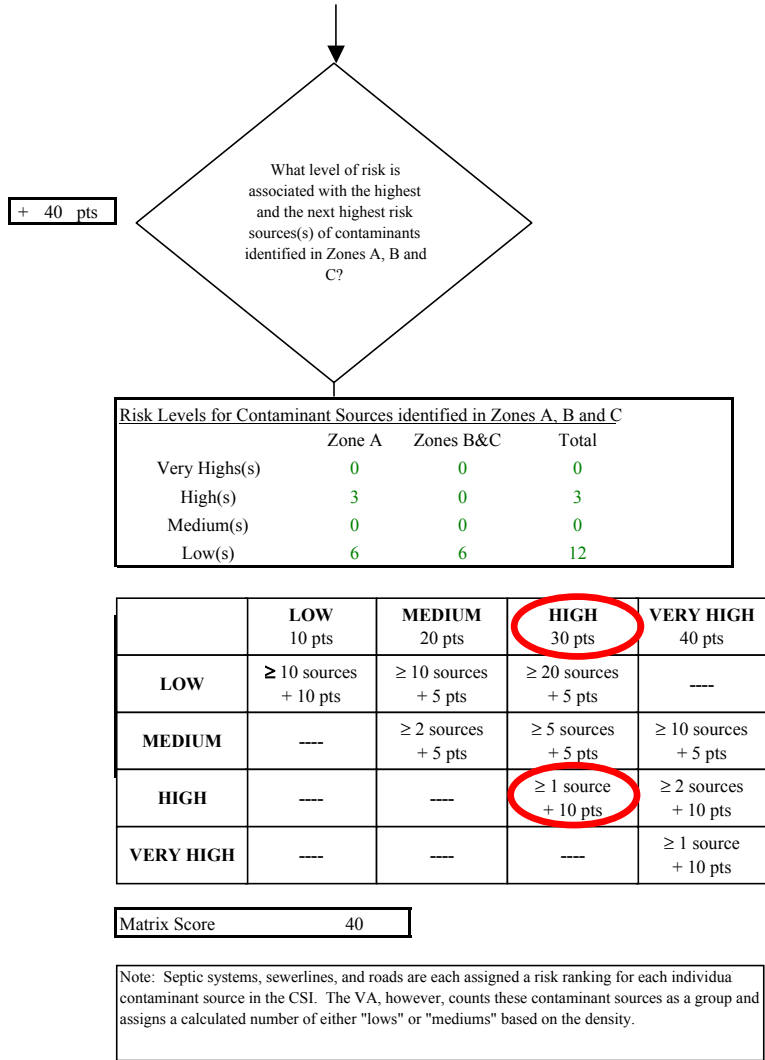 What level of risk is
associated with the highest
and the next highest risk
sources(s) of contaminants
identified in Zones A, B and
C?
+ 40 pts
Risk Levels for Contaminant Sources identified in Zones A, B and C
Zone A Zones B&C Total
Very Highs(s) 0 0 0
High(s) 3 0 3
Medium(s) 0 0 0
Low(s) 6 6 12
LOW MEDIUM HIGH VERY HIGH
10 pts 20 pts 30 pts 40 pts
LOW ≥ 10 sources + 10 pts ≥ 10 sources + 5 pts ≥ 20 sources + 5 pts ----
MEDIUM ---- ≥ 2 sources + 5 pts ≥ 5 sources + 5 pts ≥ 10 sources + 5 pts
HIGH ---- ---- ≥ 1 source + 10 pts ≥ 2 sources + 10 pts
VERY HIGH ---- ---- ---- ≥ 1 source + 10 pts
Matrix Score 40
Note: Septic systems, sewerlines, and roads are each assigned a risk ranking for each individua
contaminant source in the CSI. The VA, however, counts these contaminant sources as a group and
assigns a calculated number of either "lows" or "mediums" based on the density.